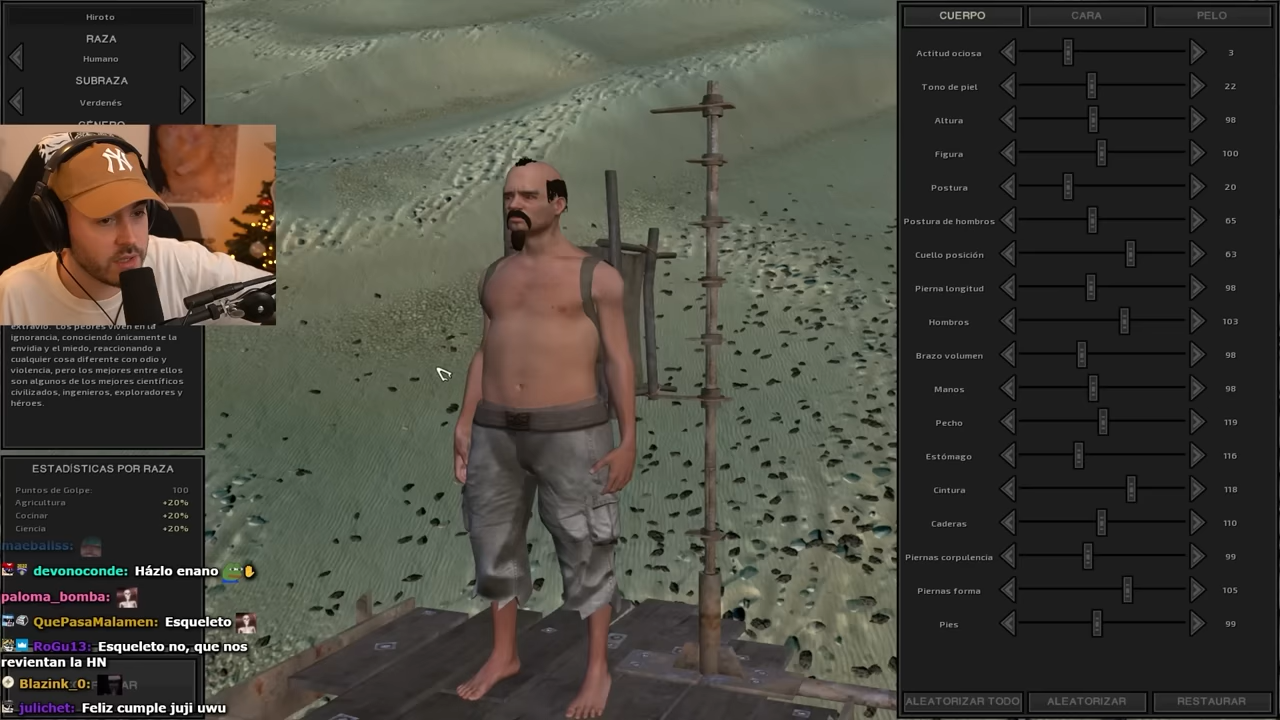 Hiroto
RAZA
Humano
SUBRAZA
Verdenés
GÉNERO
extravío. Los peores viven en la
ignorancia, conociendo únicamente la
envidia y el miedo, reaccionando a
cualquier cosa diferente con odio y
violencia, pero los mejores entre ellos
son algunos de los mejores científicos
civilizados, ingenieros, exploradores y
héroes.
ESTADÍSTICAS POR RAZA
Puntos de Golpe: 100
Agricultura +20%
Cocinar +20%
Ciencia +20%
maebaliss:
devonoconde: Házlo enano
paloma_bomba:
QuePasaMalamen: Esqueleto
RoGu13: Esqueleto no, que nos
revientan la HN
Blazink_0:
julichet: Feliz cumple juji uwu
CUERPO CARA PELO
Actitud ociosa 3
Tono de piel 22
Altura 98
Figura 100
Postura 20
Postura de hombros 65
Cuello posición 63
Pierna longitud 98
Hombros 103
Brazo volumen 98
Manos 98
Pecho 119
Estómago 116
Cintura 118
Caderas 110
Piernas corpulencia 99
Piernas forma 105
Pies 99
ALEATORIZAR TODO ALEATORIZAR RESTAURAR